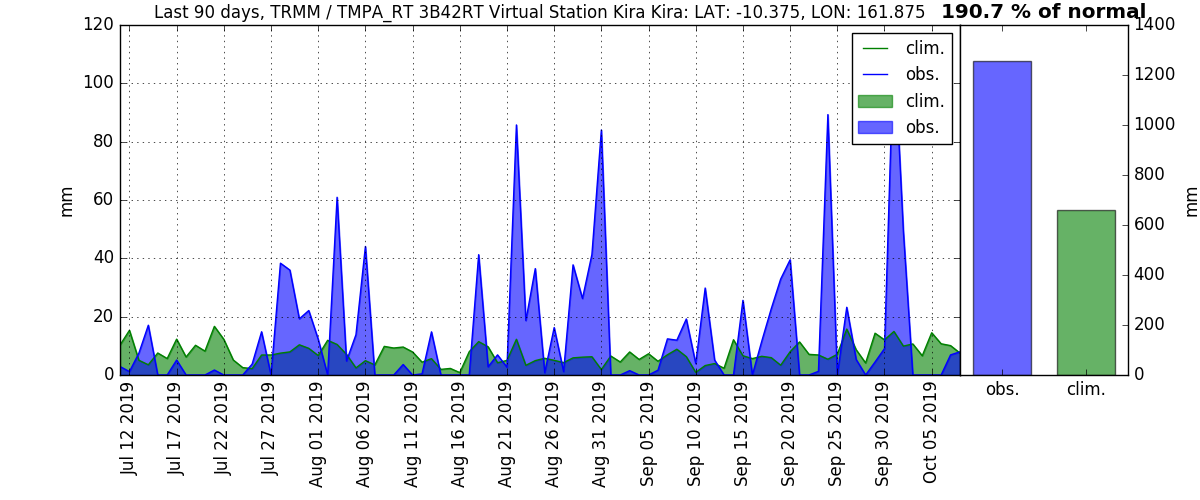 Last 90 days, TRMM / TMPA_RT 3B42RT Virtual Station Kira Kira: LAT: -10.375, LON: 161.875 190.7 % of normal
120
100
80
60
40
20
0
mm
clim.
obs.
clim.
obs.
1400
1200
1000
800
600
400
200
0
mm
Jul 12 2019
Jul 17 2019
Jul 22 2019
Jul 27 2019
Aug 01 2019
Aug 06 2019
Aug 11 2019
Aug 16 2019
Aug 21 2019
Aug 26 2019
Aug 31 2019
Sep 05 2019
Sep 10 2019
Sep 15 2019
Sep 20 2019
Sep 25 2019
Sep 30 2019
Oct 05 2019
obs.
clim.